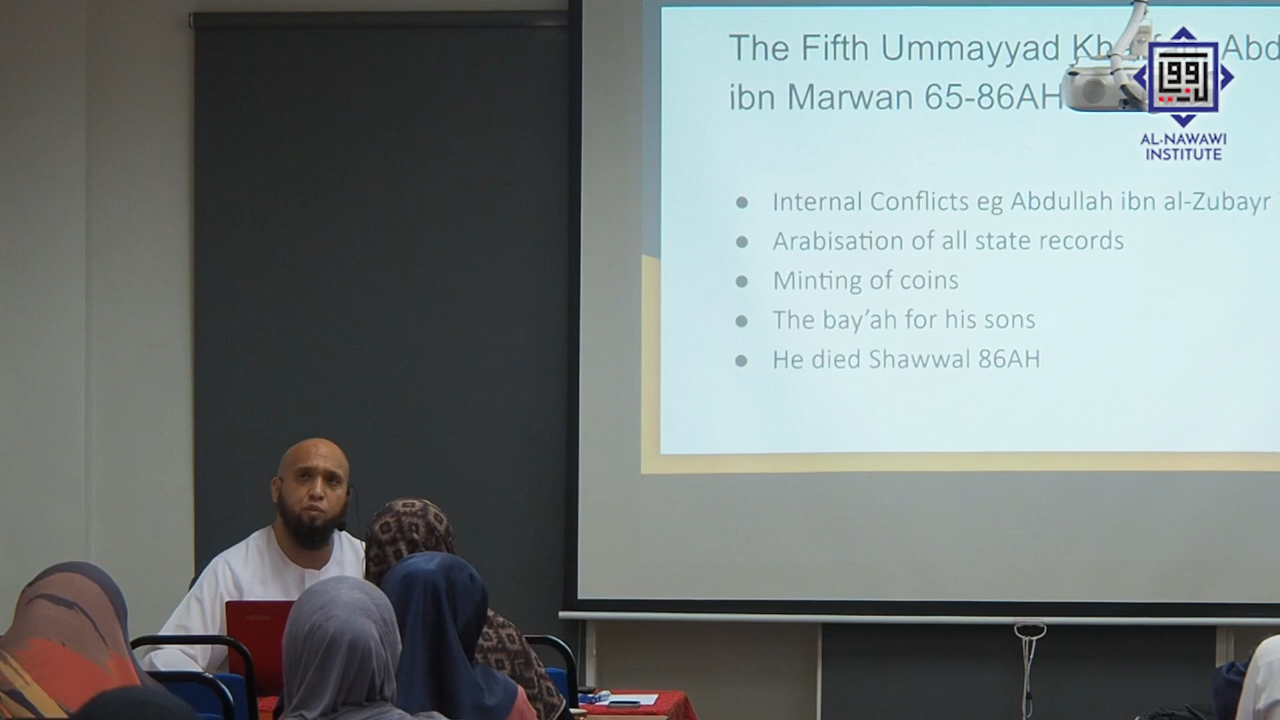 The Fifth Ummayyad Abd
ibn Marwan 65-86AH
AL-NAWAWI
INSTITUTE
Internal Conflicts eg Abdullah ibn al-Zubayr
Arabisation of all state records
Minting of coins
The bay'ah for his sons
He died Shawwal 86AH